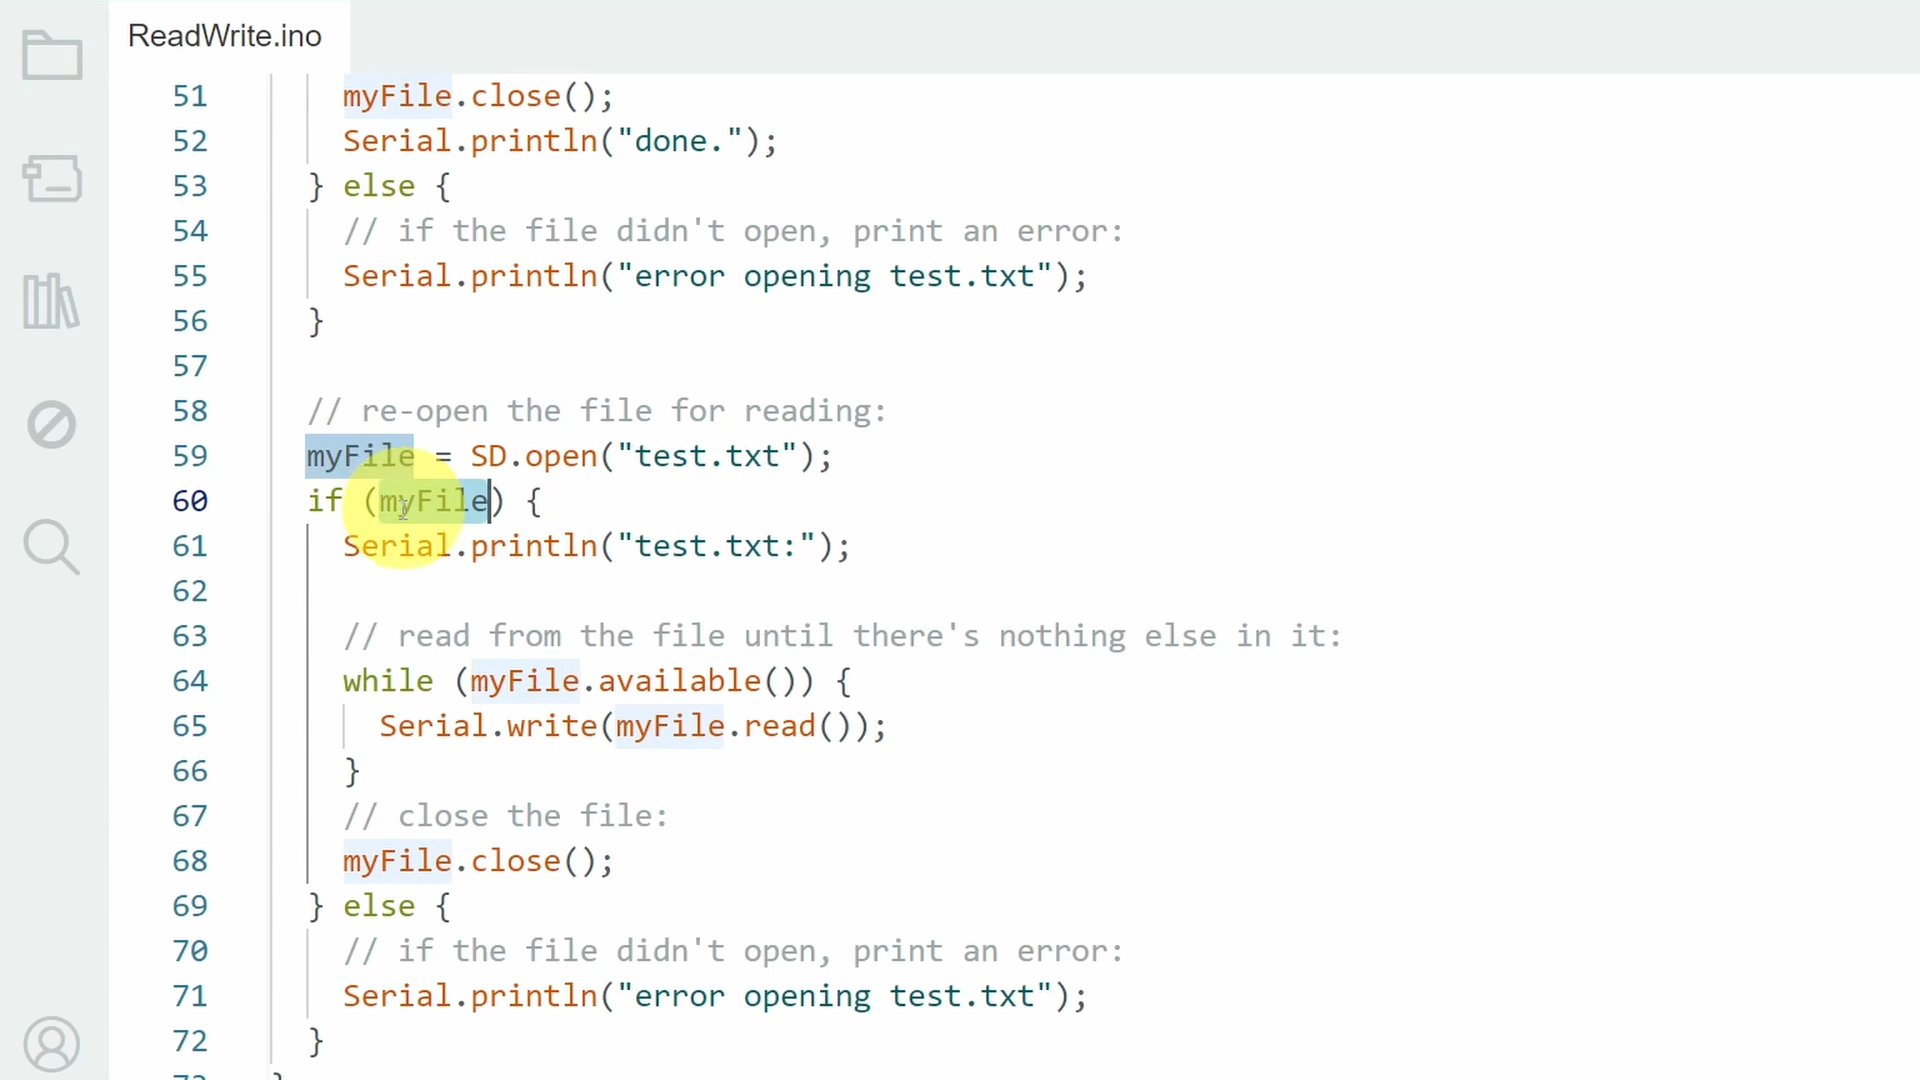 ReadWrite.ino
51 myFile.close();
52 Serial.println("done.");
53 } else {
54 // if the file didn't open, print an error:
55 Serial.println("error opening test.txt");
56 }
57
58 // re-open the file for reading:
59 myFile = SD.open("test.txt");
60 if (myFile) {
61 Serial.println("test.txt:");
62
63 // read from the file until there's nothing else in it:
64 while (myFile.available()) {
65 Serial.write(myFile.read());
66 }
67 // close the file:
68 myFile.close();
69 } else {
70 // if the file didn't open, print an error:
71 Serial.println("error opening test.txt");
72 }